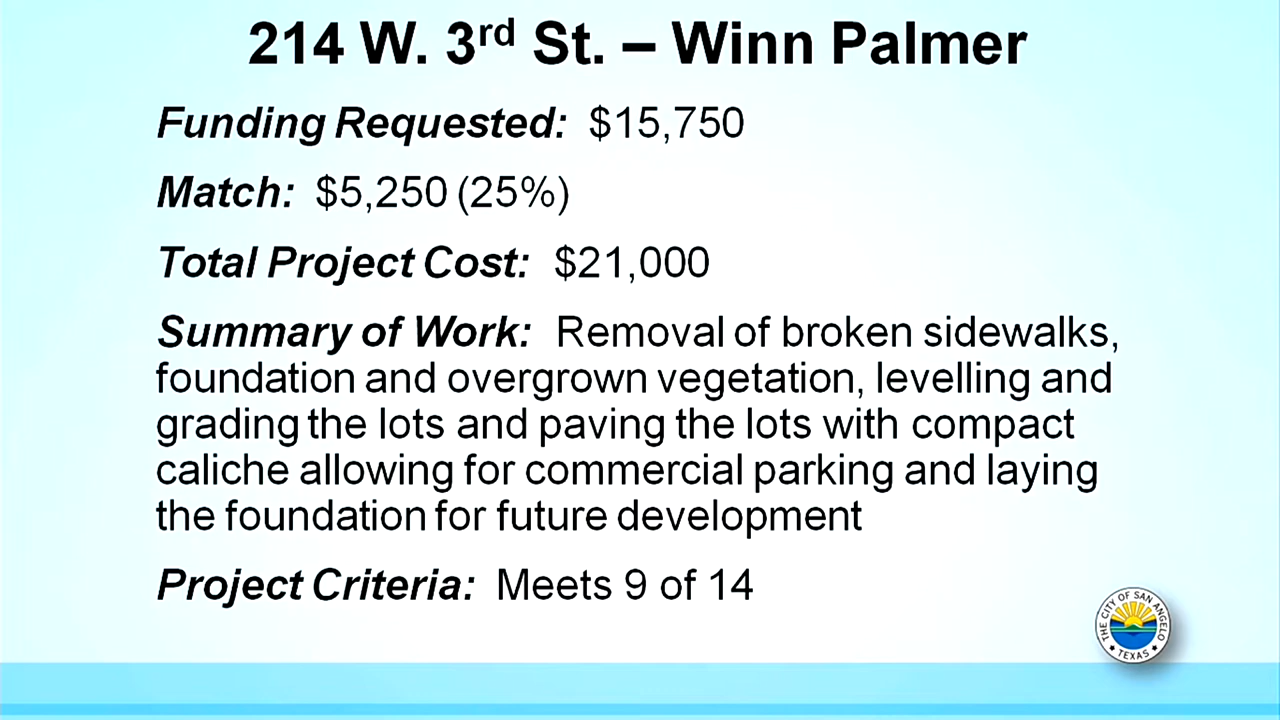 214 W. 3rd St. – Winn Palmer
Funding Requested: $15,750
Match: $5,250 (25%)
Total Project Cost: $21,000
Summary of Work: Removal of broken sidewalks,
foundation and overgrown vegetation, levelling and
grading the lots and paving the lots with compact
caliche allowing for commercial parking and laying
the foundation for future development
Project Criteria: Meets 9 of 14
THE CITY OF SAN ANGELO
TEXAS